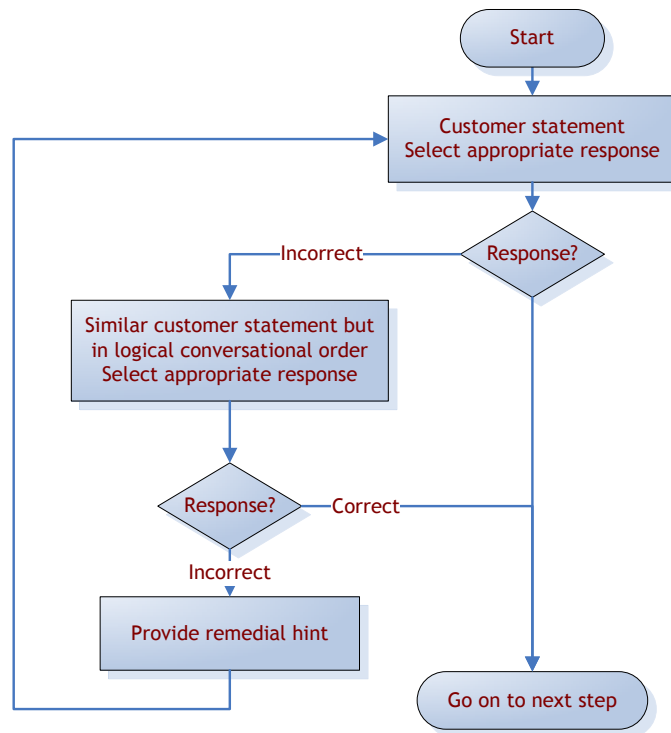 Start
Customer statement
Select appropriate response
Response?
Incorrect
Similar customer statement but
in logical conversational order
Select appropriate response
Response?
Correct
Incorrect
Provide remedial hint
Go on to next step